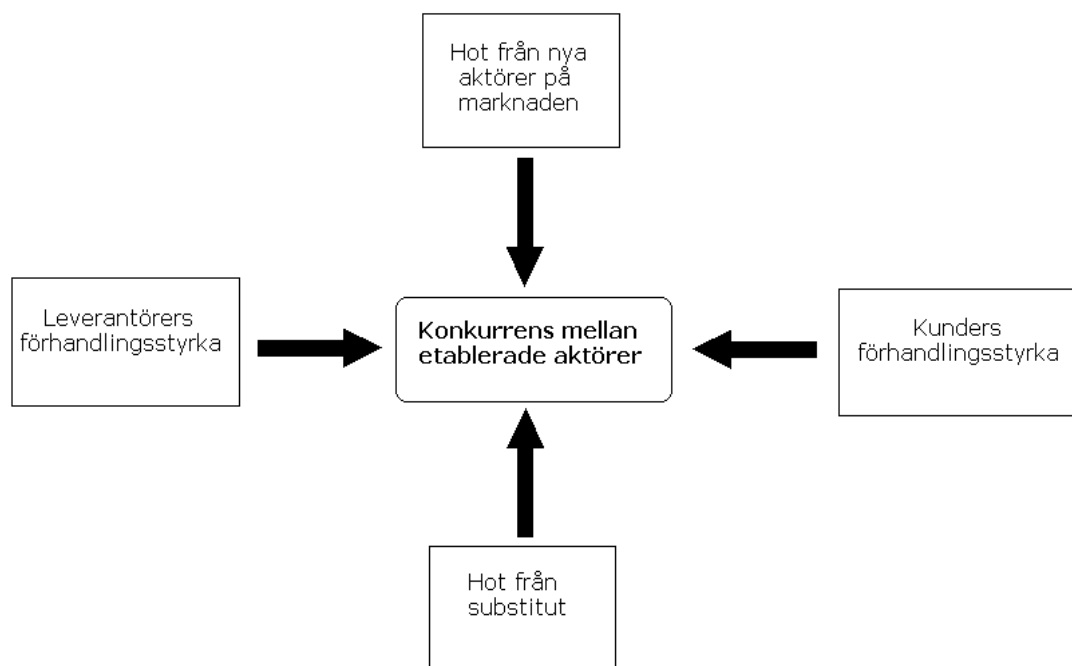 Hot från nya
aktörer på
marknaden
Leverantörers
förhandlingsstyrka
Konkurrens mellan
etablerade aktörer
Kunders
förhandlingsstyrka
Hot från
substitut